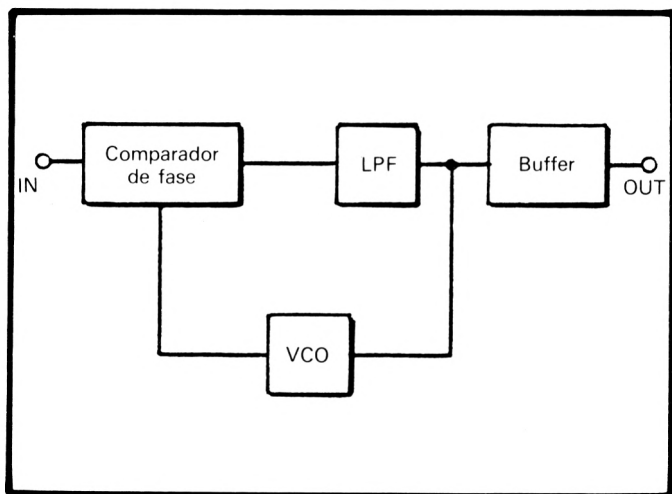 Comparador
de fase
LPF
Buffer
IN
OUT
VCO